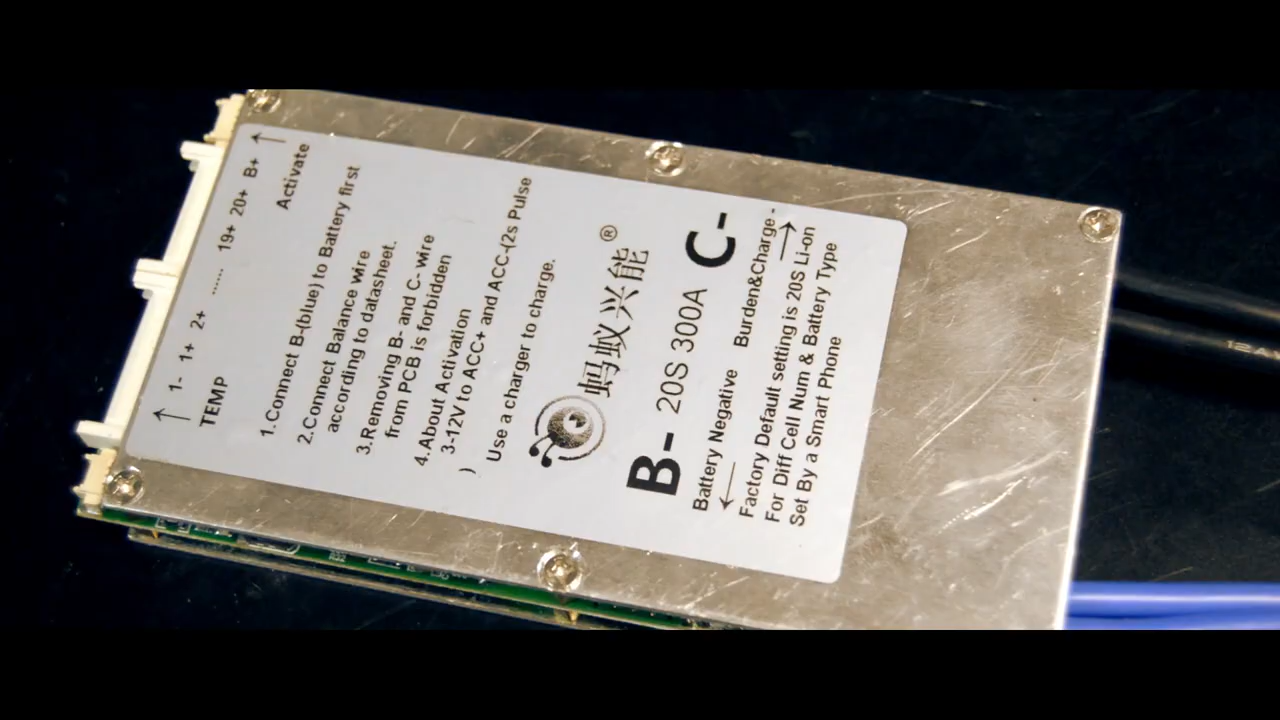 ↑ 1- 1+ 2+ ...... 19+ 20+ B+ ↑
TEMP Activate
1.Connect B-(blue) to Battery first
2.Connect Balance wire
according to datasheet.
3.Removing B- and C- wire
from PCB is forbidden
4.About Activation
3-12V to ACC+ and ACC-(2s Pulse
)
Use a charger to charge.
蚂蚁兴能®
B- 20S 300A C-
Battery Negative Burden&Charge -
← →
Factory Default setting is 20S Li-on
For Diff Cell Num & Battery Type
Set By a Smart Phone